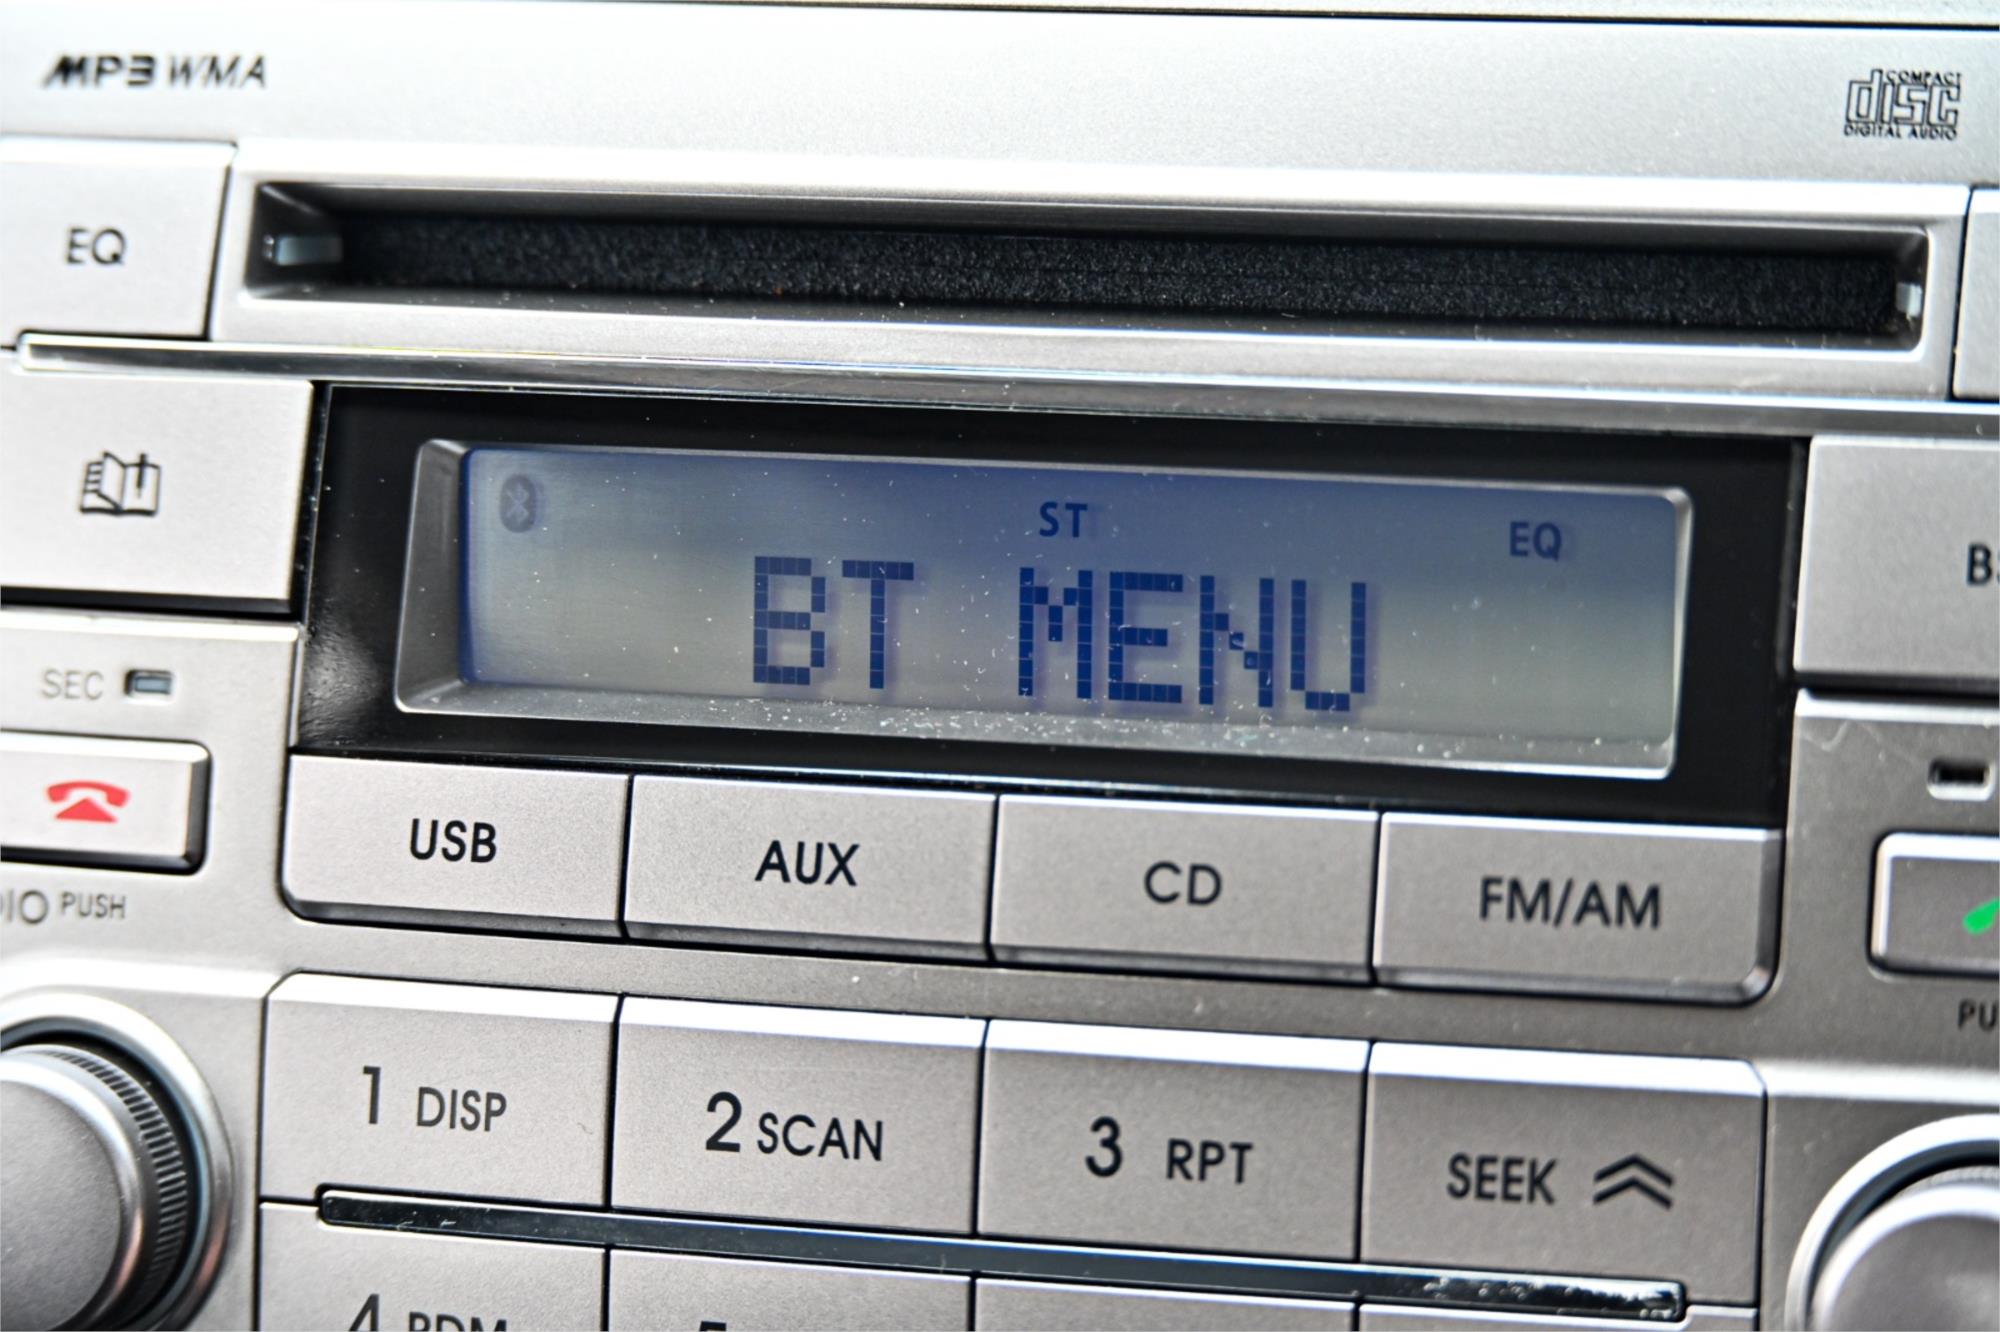 MP3 WMA
COMPACT
disc
DIGITAL AUDIO
EQ
ST
EQ
BT MENU
SEC
USB
AUX
CD
FM/AM
PUSH
1 DISP
2 SCAN
3 RPT
SEEK
4